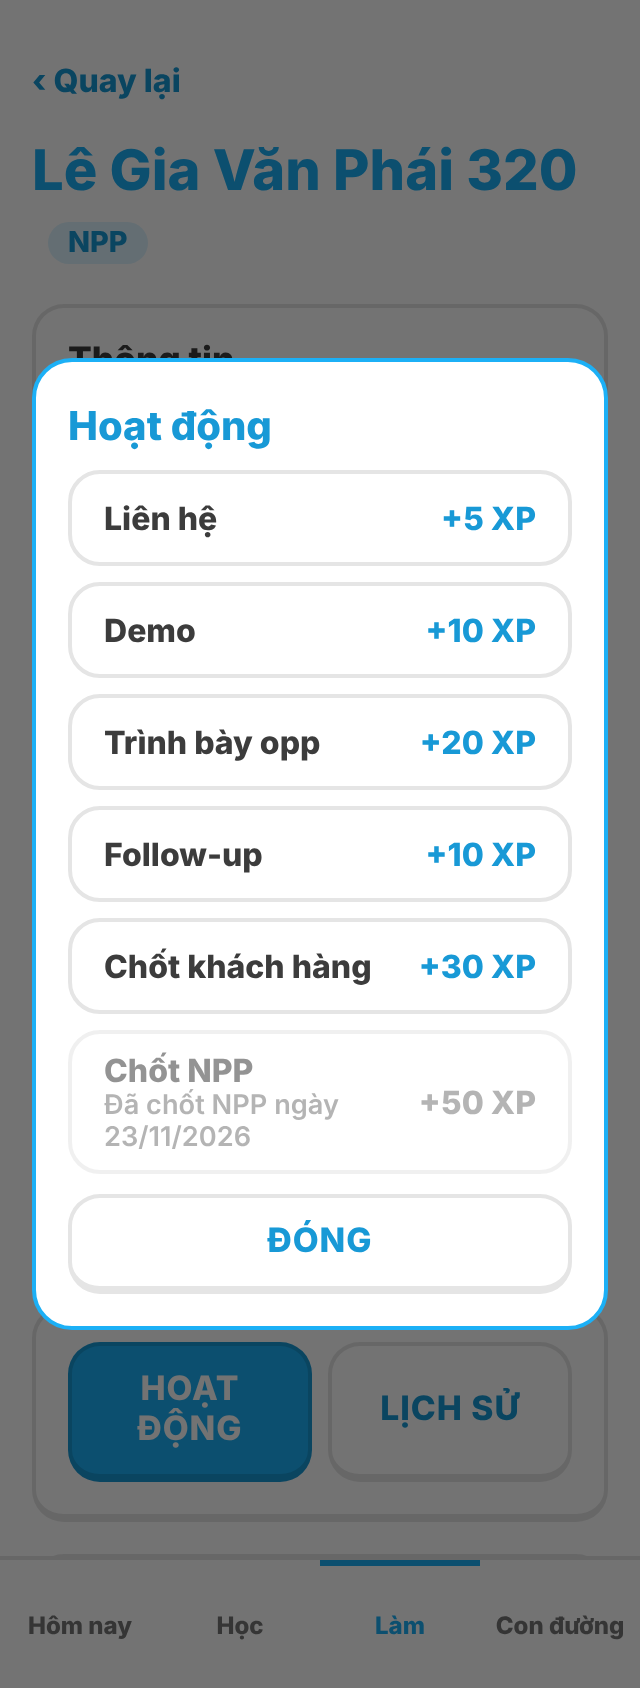 ‹ Quay lại
Lê Gia Văn Phái 320
NPP
Thông tin
Hoạt động
Liên hệ +5 XP
Demo +10 XP
Trình bày opp +20 XP
Follow-up +10 XP
Chốt khách hàng +30 XP
Chốt NPP
Đã chốt NPP ngày
23/11/2026
+50 XP
ĐÓNG
HOẠT
ĐỘNG
LỊCH SỬ
Hôm nay Học Làm Con đường